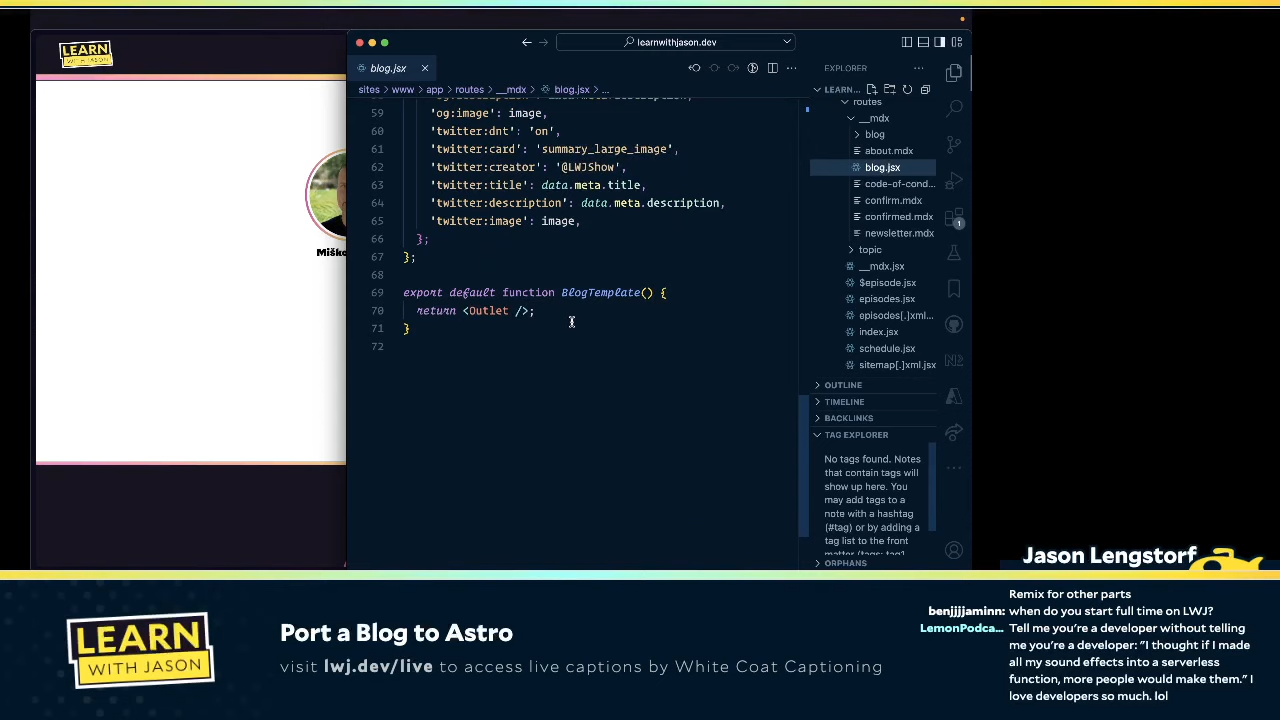 LEARN
WITH JASON
Miško
learnwithjason.dev
blog.jsx
sites > www > app > routes > __mdx > blog.jsx > ...
59 'og:image': image,
60 'twitter:dnt': 'on',
61 'twitter:card': 'summary_large_image',
62 'twitter:creator': '@LWJShow',
63 'twitter:title': data.meta.title,
64 'twitter:description': data.meta.description,
65 'twitter:image': image,
66 };
67 };
68
69 export default function BlogTemplate() {
70 return <Outlet />;
71 }
72
EXPLORER
LEARN...
routes
__mdx
blog
about.mdx
blog.jsx
code-of-cond...
confirm.mdx
confirmed.mdx
newsletter.mdx
topic
__mdx.jsx
$episode.jsx
episodes.jsx
episodes[.]xml...
index.jsx
schedule.jsx
sitemap[.]xml.jsx
OUTLINE
TIMELINE
BACKLINKS
TAG EXPLORER
No tags found. Notes
that contain tags will
show up here. You
may add tags to a
note with a hashtag
(#tag) or by adding a
tag list to the front
matter (tags: tag)
ORPHANS
1
Jason Lengstorf
LEARN
WITH JASON
Port a Blog to Astro
visit lwj.dev/live to access live captions by White Coat Captioning
Remix for other parts
benjjjjaminn: when do you start full time on LWJ?
LemonPodca... Tell me you're a developer without telling
me you're a developer: "I thought if I made
all my sound effects into a serverless
function, more people would make them." I
love developers so much. lol